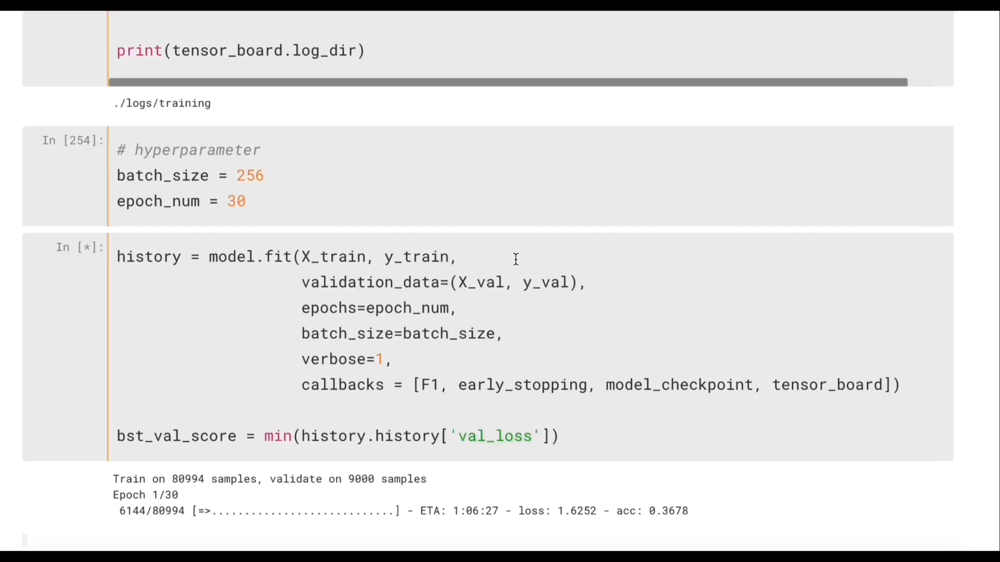 print(tensor_board.log_dir)
./logs/training
In [254]:
# hyperparameter
batch_size = 256
epoch_num = 30
In [*]:
history = model.fit(X_train, y_train,
validation_data=(X_val, y_val),
epochs=epoch_num,
batch_size=batch_size,
verbose=1,
callbacks = [F1, early_stopping, model_checkpoint, tensor_board])
bst_val_score = min(history.history['val_loss'])
Train on 80994 samples, validate on 9000 samples
Epoch 1/30
6144/80994 [=>............................] - ETA: 1:06:27 - loss: 1.6252 - acc: 0.3678